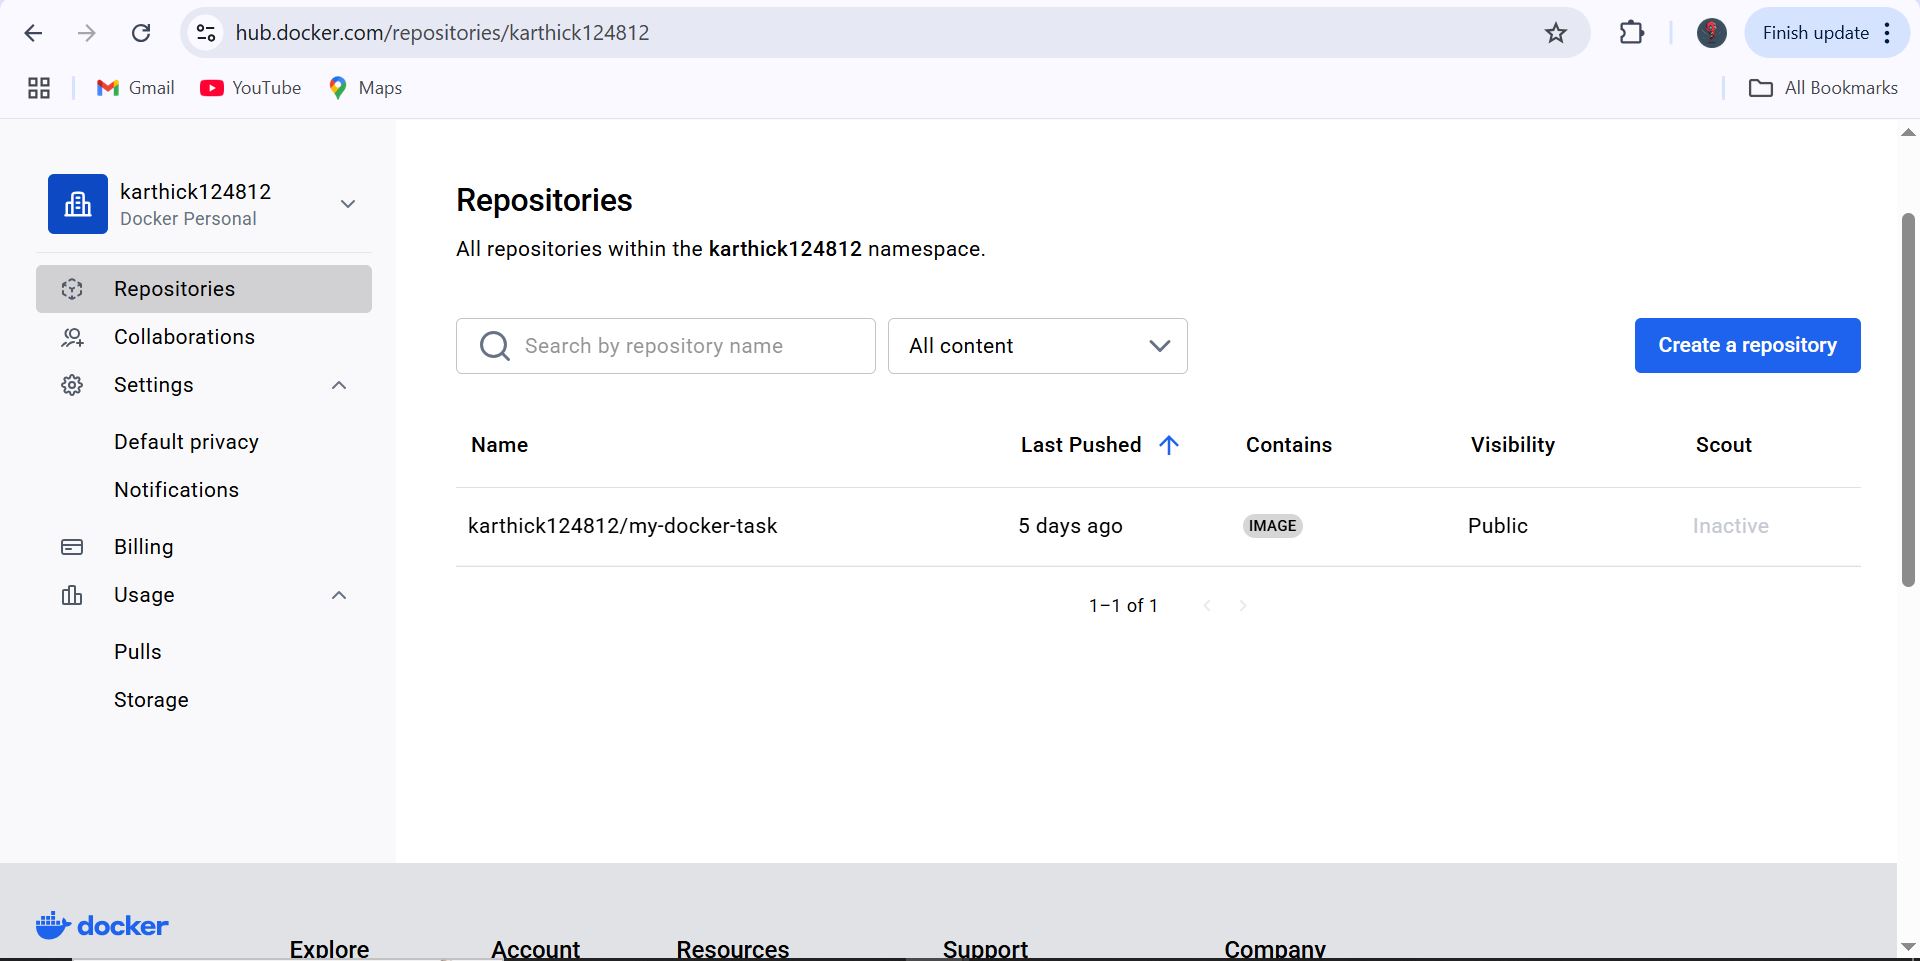 hub.docker.com/repositories/karthick124812
Finish update
Gmail
YouTube
Maps
All Bookmarks
karthick124812
Docker Personal
Repositories
Collaborations
Settings
Default privacy
Notifications
Billing
Usage
Pulls
Storage
Repositories
All repositories within the karthick124812 namespace.
Search by repository name
All content
Create a repository
Name Last Pushed Contains Visibility Scout
karthick124812/my-docker-task 5 days ago IMAGE Public Inactive
1–1 of 1
docker
Explore Account Resources Support Company